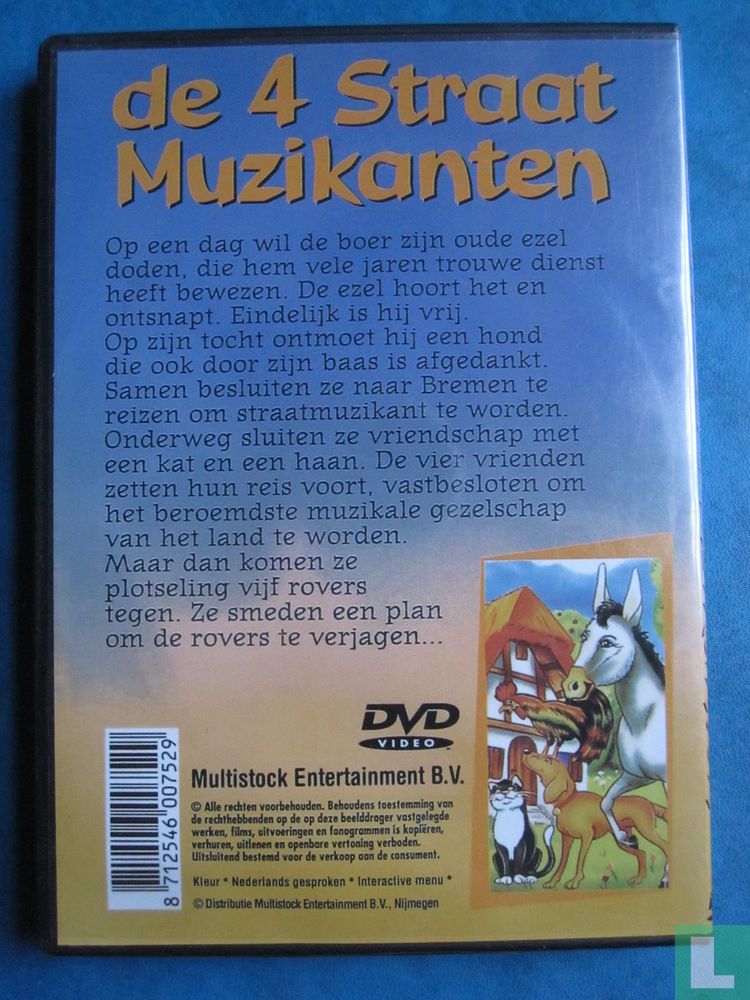 de 4 Straat
Muzikanten
Op een dag wil de boer zijn oude ezel
doden, die hem vele jaren trouwe dienst
heeft bewezen. De ezel hoort het en
ontsnapt. Eindelijk is hij vrij.
Op zijn tocht ontmoet hij een hond
die ook door zijn baas is afgedankt.
Samen besluiten ze naar Bremen te
reizen om straatmuzikant te worden.
Onderweg sluiten ze vriendschap met
een kat en een haan. De vier vrienden
zetten hun reis voort, vastbesloten om
het beroemdste muzikale gezelschap
van het land te worden.
Maar dan komen ze
plotseling vijf rovers
tegen. Ze smeden een plan
om de rovers te verjagen...
DVD
VIDEO
Multistock Entertainment B.V.
© Alle rechten voorbehouden. Behoudens toestemming van
de rechthebbenden op de op deze beelddrager vastgelegde
werken, films, uitvoeringen en fonogrammen is kopiëren,
verhuren, uitlenen en openbare vertoning verboden.
Uitsluitend bestemd voor de verkoop aan de consument.
Kleur * Nederlands gesproken * Interactive menu *
© Distributie Multistock Entertainment B.V., Nijmegen
8 712546 007529
L